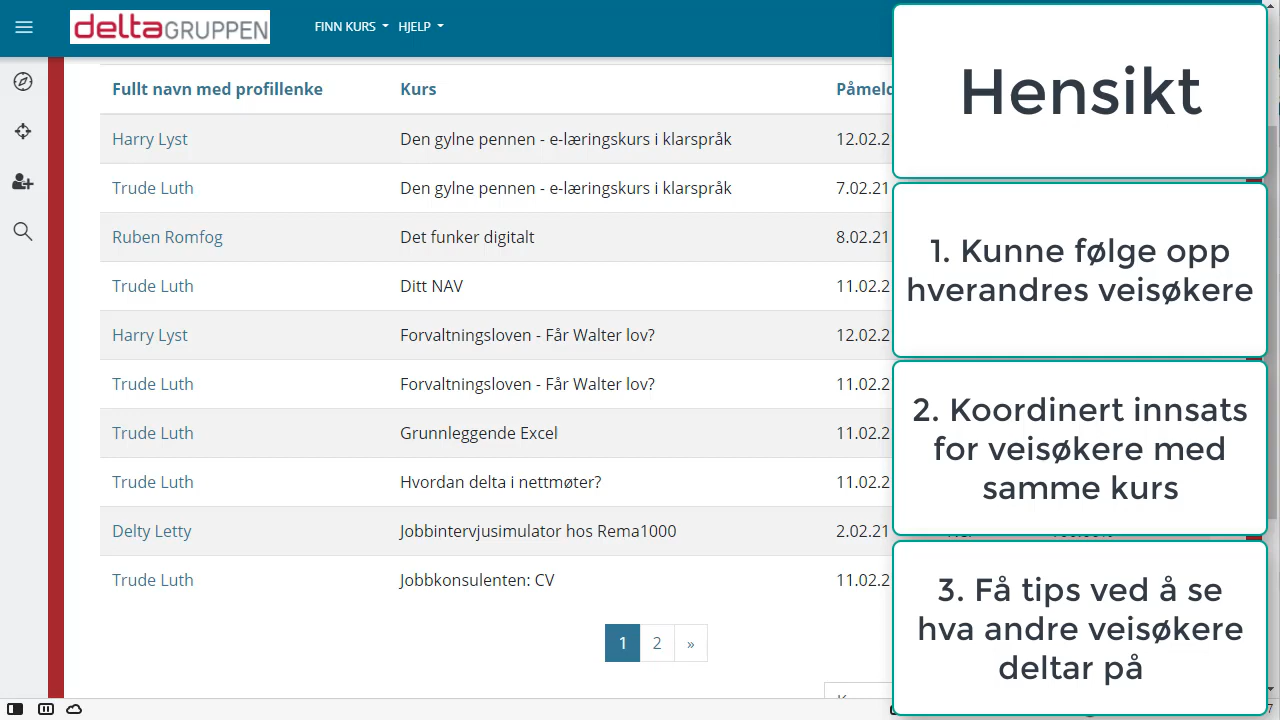 deltaGRUPPEN
FINN KURS HJELP
Fullt navn med profillenke Kurs
Harry Lyst Den gylne pennen - e-læringskurs i klarspråk 12.02.2
Trude Luth Den gylne pennen - e-læringskurs i klarspråk 7.02.21
Ruben Romfog Det funker digitalt 8.02.21
Trude Luth Ditt NAV 11.02.2
Harry Lyst Forvaltningsloven - Får Walter lov? 12.02.2
Trude Luth Forvaltningsloven - Får Walter lov? 11.02.2
Trude Luth Grunnleggende Excel 11.02.2
Trude Luth Hvordan delta i nettmøter? 11.02.2
Delty Letty Jobbintervjusimulator hos Rema1000 2.02.21
Trude Luth Jobbkonsulenten: CV 11.02.2
1 2 »
Hensikt
1. Kunne følge opp
hverandres veisøkere
2. Koordinert innsats
for veisøkere med
samme kurs
3. Få tips ved å se
hva andre veisøkere
deltar på